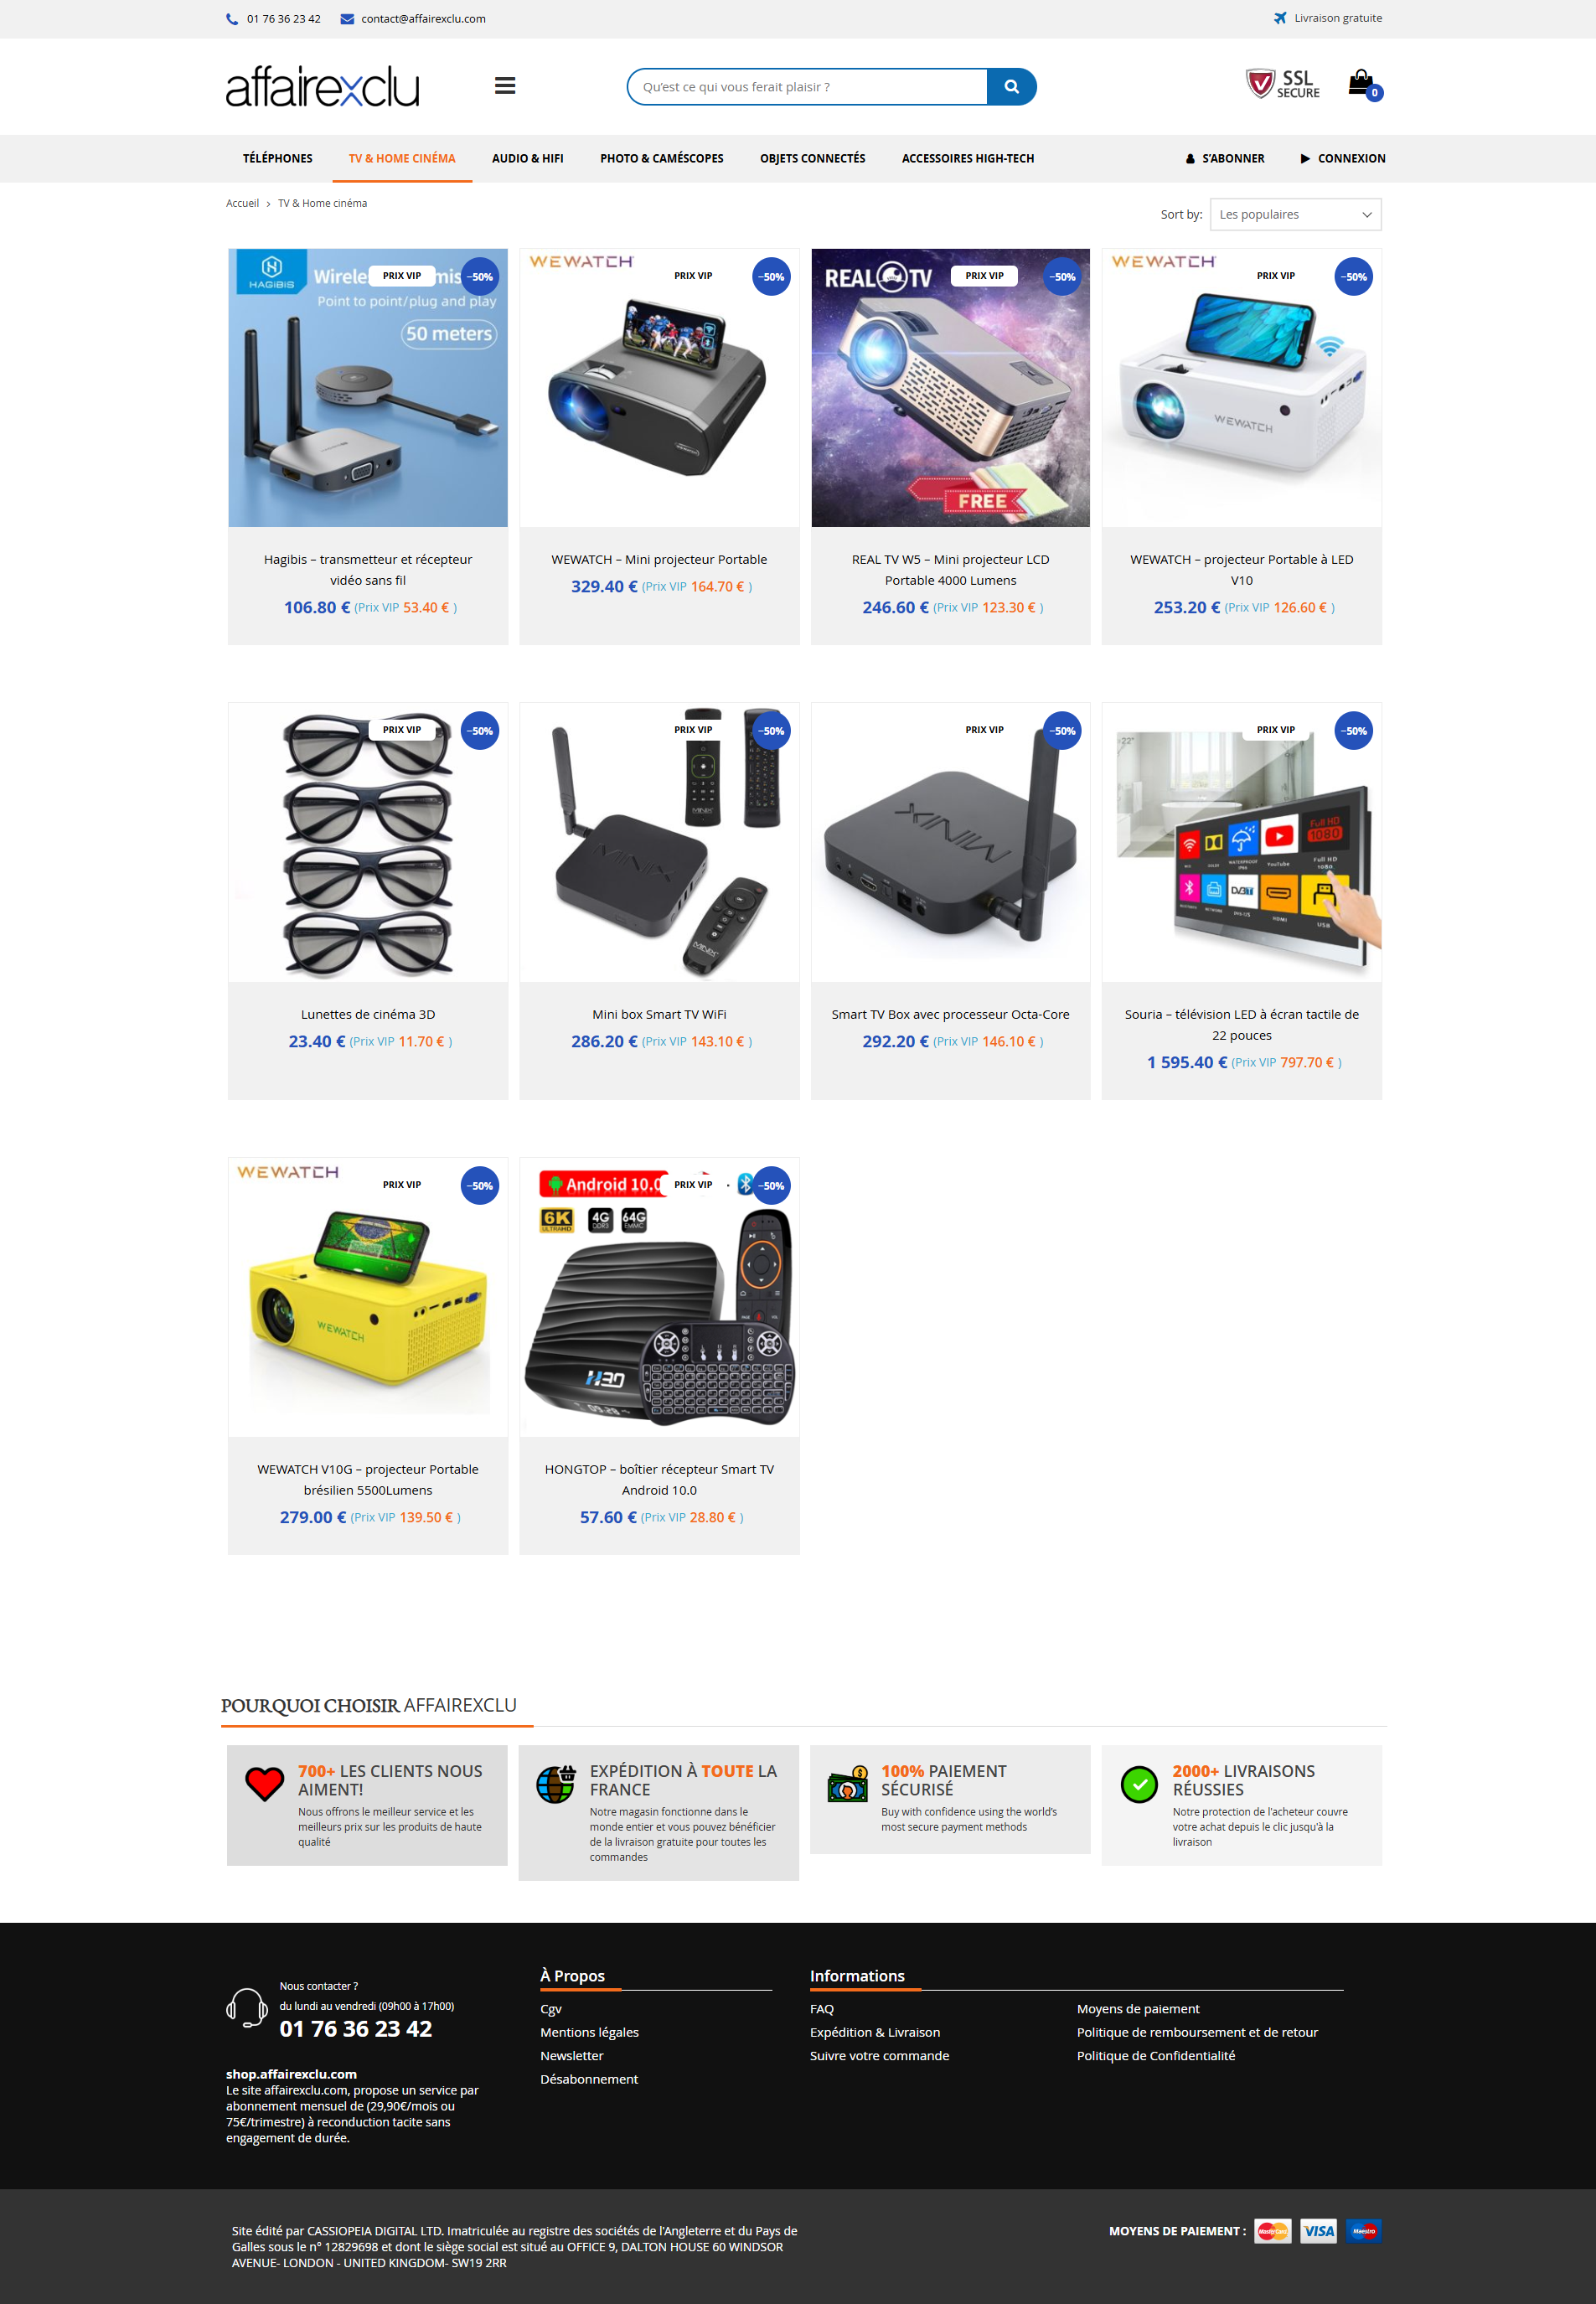 01 76 36 23 42 contact@affairexclu.com Livraison gratuite
affairexclu Qu'est ce qui vous ferait plaisir ? SSL SECURE 0
TÉLÉPHONES TV & HOME CINÉMA AUDIO & HIFI PHOTO & CAMÉSCOPES OBJETS CONNECTÉS ACCESSOIRES HIGH-TECH S'ABONNER CONNEXION
Accueil > TV & Home cinéma
Sort by: Les populaires
HAGIBIS PRIX VIP −50%
Point to point/plug and play
50 meters
WEWATCH PRIX VIP −50%
REAL TV PRIX VIP −50%
FREE
WEWATCH PRIX VIP −50%
WEWATCH
Hagibis – transmetteur et récepteur
vidéo sans fil
106.80 € (Prix VIP 53.40 € )
WEWATCH – Mini projecteur Portable
329.40 € (Prix VIP 164.70 € )
REAL TV W5 – Mini projecteur LCD
Portable 4000 Lumens
246.60 € (Prix VIP 123.30 € )
WEWATCH – projecteur Portable à LED
V10
253.20 € (Prix VIP 126.60 € )
PRIX VIP −50%
PRIX VIP −50%
MINIX
PRIX VIP −50%
MINIX
PRIX VIP −50%
22"
Full HD
1080
YouTube
Full HD
HDMI
USB
Lunettes de cinéma 3D
23.40 € (Prix VIP 11.70 € )
Mini box Smart TV WiFi
286.20 € (Prix VIP 143.10 € )
Smart TV Box avec processeur Octa-Core
292.20 € (Prix VIP 146.10 € )
Souria – télévision LED à écran tactile de
22 pouces
1 595.40 € (Prix VIP 797.70 € )
WEWATCH PRIX VIP −50%
WEWATCH
Android 10.0 PRIX VIP −50%
6K ULTRAHD 4G DDR3 64G EMMC
H3D
WEWATCH V10G – projecteur Portable
brésilien 5500Lumens
279.00 € (Prix VIP 139.50 € )
HONGTOP – boîtier récepteur Smart TV
Android 10.0
57.60 € (Prix VIP 28.80 € )
POURQUOI CHOISIR AFFAIREXCLU
700+ LES CLIENTS NOUS
AIMENT!
Nous offrons le meilleur service et les
meilleurs prix sur les produits de haute
qualité
EXPÉDITION À TOUTE LA
FRANCE
Notre magasin fonctionne dans le
monde entier et vous pouvez bénéficier
de la livraison gratuite pour toutes les
commandes
100% PAIEMENT
SÉCURISÉ
Buy with confidence using the world's
most secure payment methods
2000+ LIVRAISONS
RÉUSSIES
Notre protection de l'acheteur couvre
votre achat depuis le clic jusqu'à la
livraison
Nous contacter ?
du lundi au vendredi (09h00 à 17h00)
01 76 36 23 42
shop.affairexclu.com
Le site affairexclu.com, propose un service par
abonnement mensuel de (29,90€/mois ou
75€/trimestre) à reconduction tacite sans
engagement de durée.
À Propos
Cgv
Mentions légales
Newsletter
Désabonnement
Informations
FAQ
Expédition & Livraison
Suivre votre commande
Moyens de paiement
Politique de remboursement et de retour
Politique de Confidentialité
Site édité par CASSIOPEIA DIGITAL LTD. Imatriculée au registre des sociétés de l'Angleterre et du Pays de
Galles sous le n° 12829698 et dont le siège social est situé au OFFICE 9, DALTON HOUSE 60 WINDSOR
AVENUE- LONDON - UNITED KINGDOM- SW19 2RR
MOYENS DE PAIEMENT : MasterCard VISA Maestro